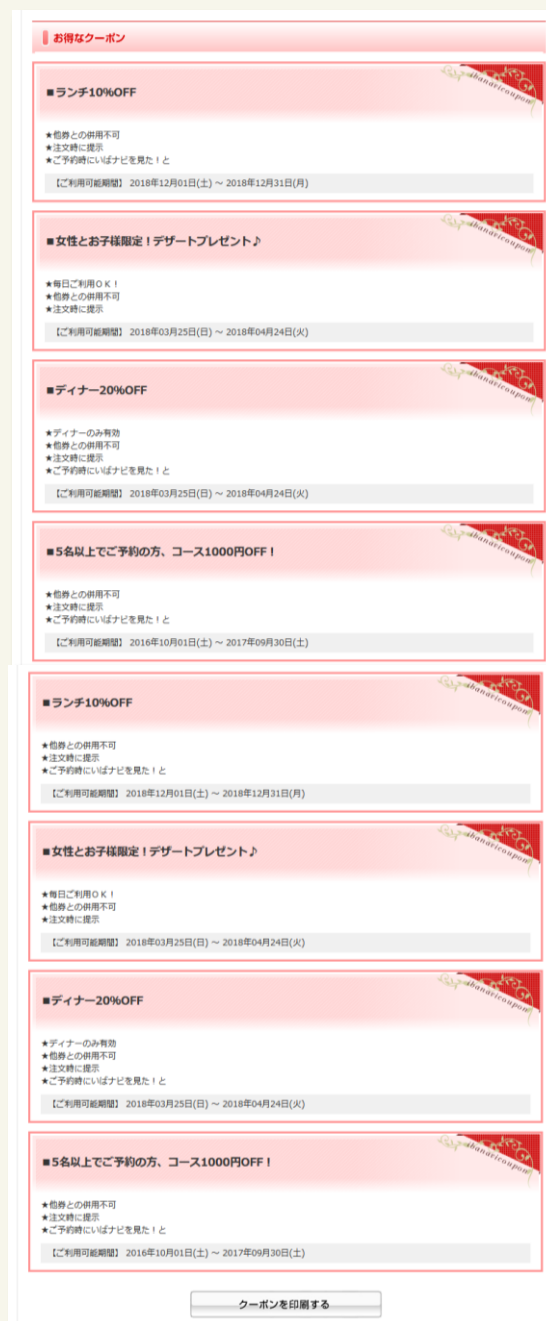 お得なクーポン
■ランチ10%OFF
ibanavicoupon
★他券との併用不可
★注文時に提示
★ご予約時にいばナビを見た！と
【ご利用可能期間】 2018年12月01日(土) ～ 2018年12月31日(月)
■女性とお子様限定！デザートプレゼント♪
ibanavicoupon
★毎日ご利用ＯＫ！
★他券との併用不可
★注文時に提示
【ご利用可能期間】 2018年03月25日(日) ～ 2018年04月24日(火)
■ディナー20%OFF
ibanavicoupon
★ディナーのみ有効
★他券との併用不可
★注文時に提示
★ご予約時にいばナビを見た！と
【ご利用可能期間】 2018年03月25日(日) ～ 2018年04月24日(火)
■5名以上でご予約の方、コース1000円OFF！
ibanavicoupon
★他券との併用不可
★注文時に提示
★ご予約時にいばナビを見た！と
【ご利用可能期間】 2016年10月01日(土) ～ 2017年09月30日(土)
■ランチ10%OFF
ibanavicoupon
★他券との併用不可
★注文時に提示
★ご予約時にいばナビを見た！と
【ご利用可能期間】 2018年12月01日(土) ～ 2018年12月31日(月)
■女性とお子様限定！デザートプレゼント♪
ibanavicoupon
★毎日ご利用ＯＫ！
★他券との併用不可
★注文時に提示
【ご利用可能期間】 2018年03月25日(日) ～ 2018年04月24日(火)
■ディナー20%OFF
ibanavicoupon
★ディナーのみ有効
★他券との併用不可
★注文時に提示
★ご予約時にいばナビを見た！と
【ご利用可能期間】 2018年03月25日(日) ～ 2018年04月24日(火)
■5名以上でご予約の方、コース1000円OFF！
ibanavicoupon
★他券との併用不可
★注文時に提示
★ご予約時にいばナビを見た！と
【ご利用可能期間】 2016年10月01日(土) ～ 2017年09月30日(土)
クーポンを印刷する